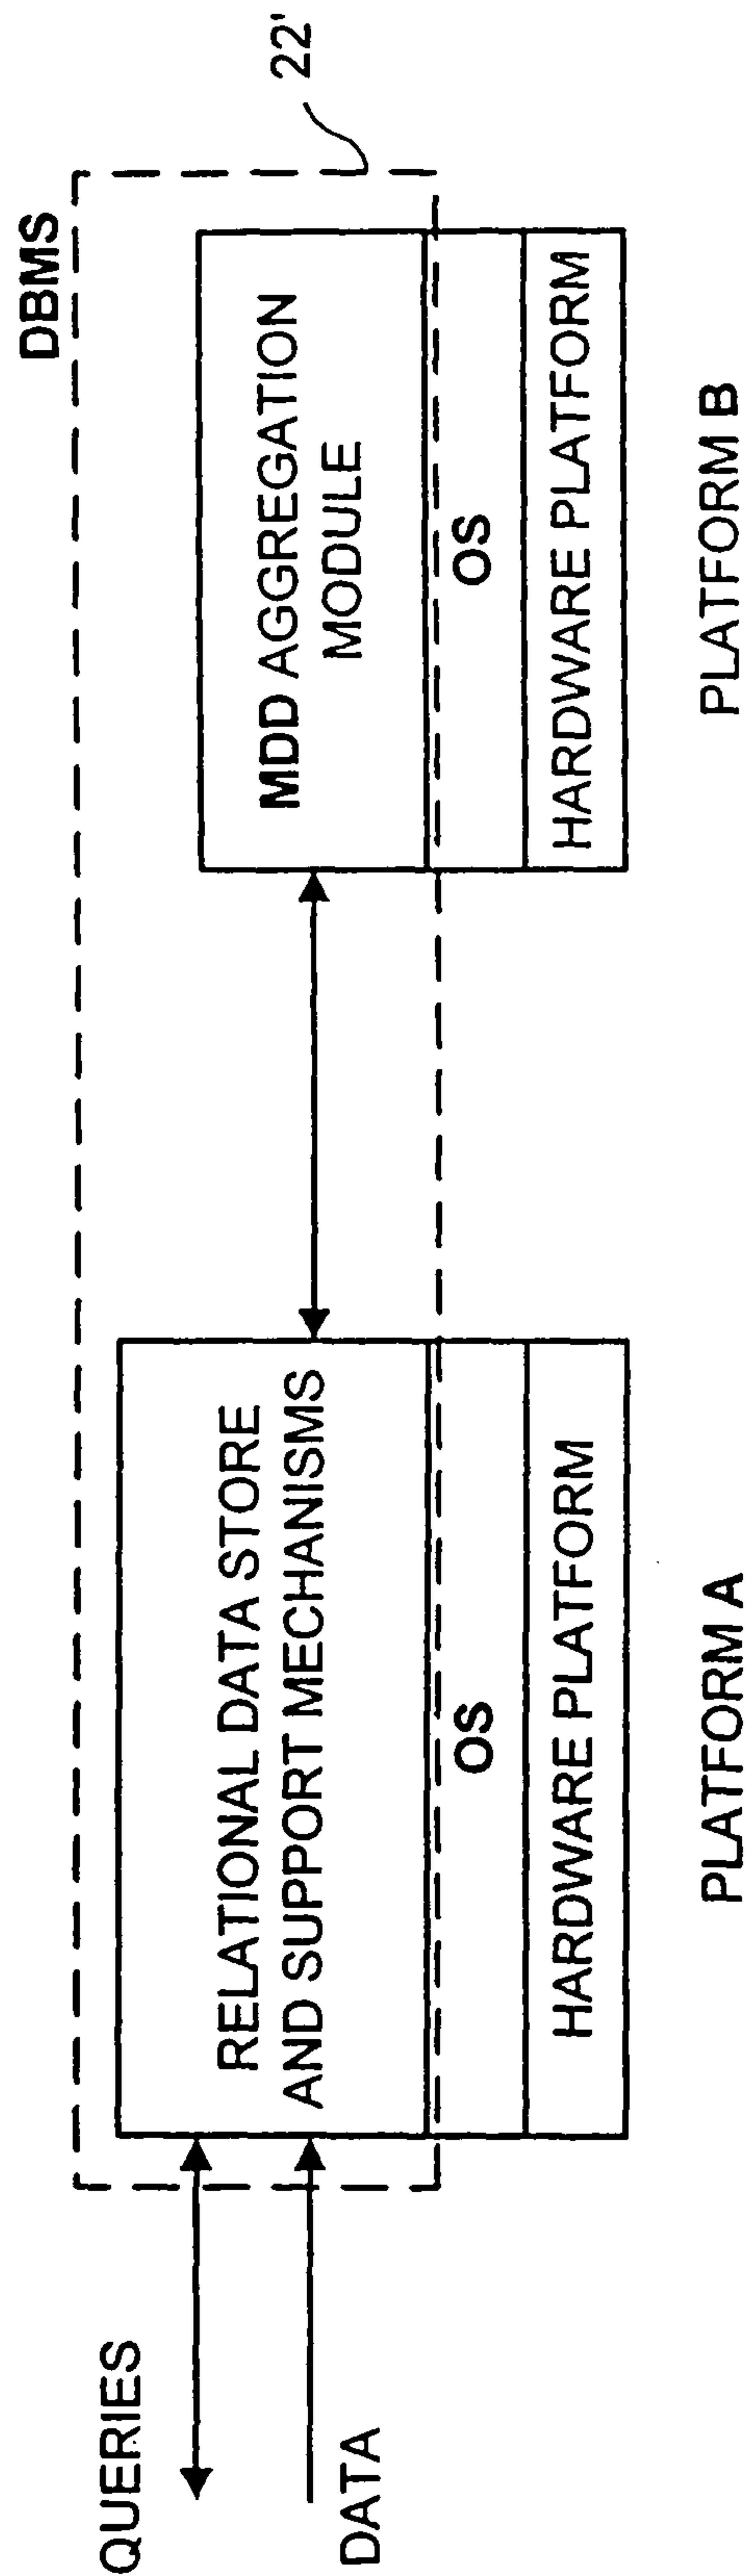 DBMS
22'
QUERIES
DATA
RELATIONAL DATA STORE
AND SUPPORT MECHANISMS
OS
HARDWARE PLATFORM
PLATFORM A
MDD AGGREGATION
MODULE
OS
HARDWARE PLATFORM
PLATFORM B